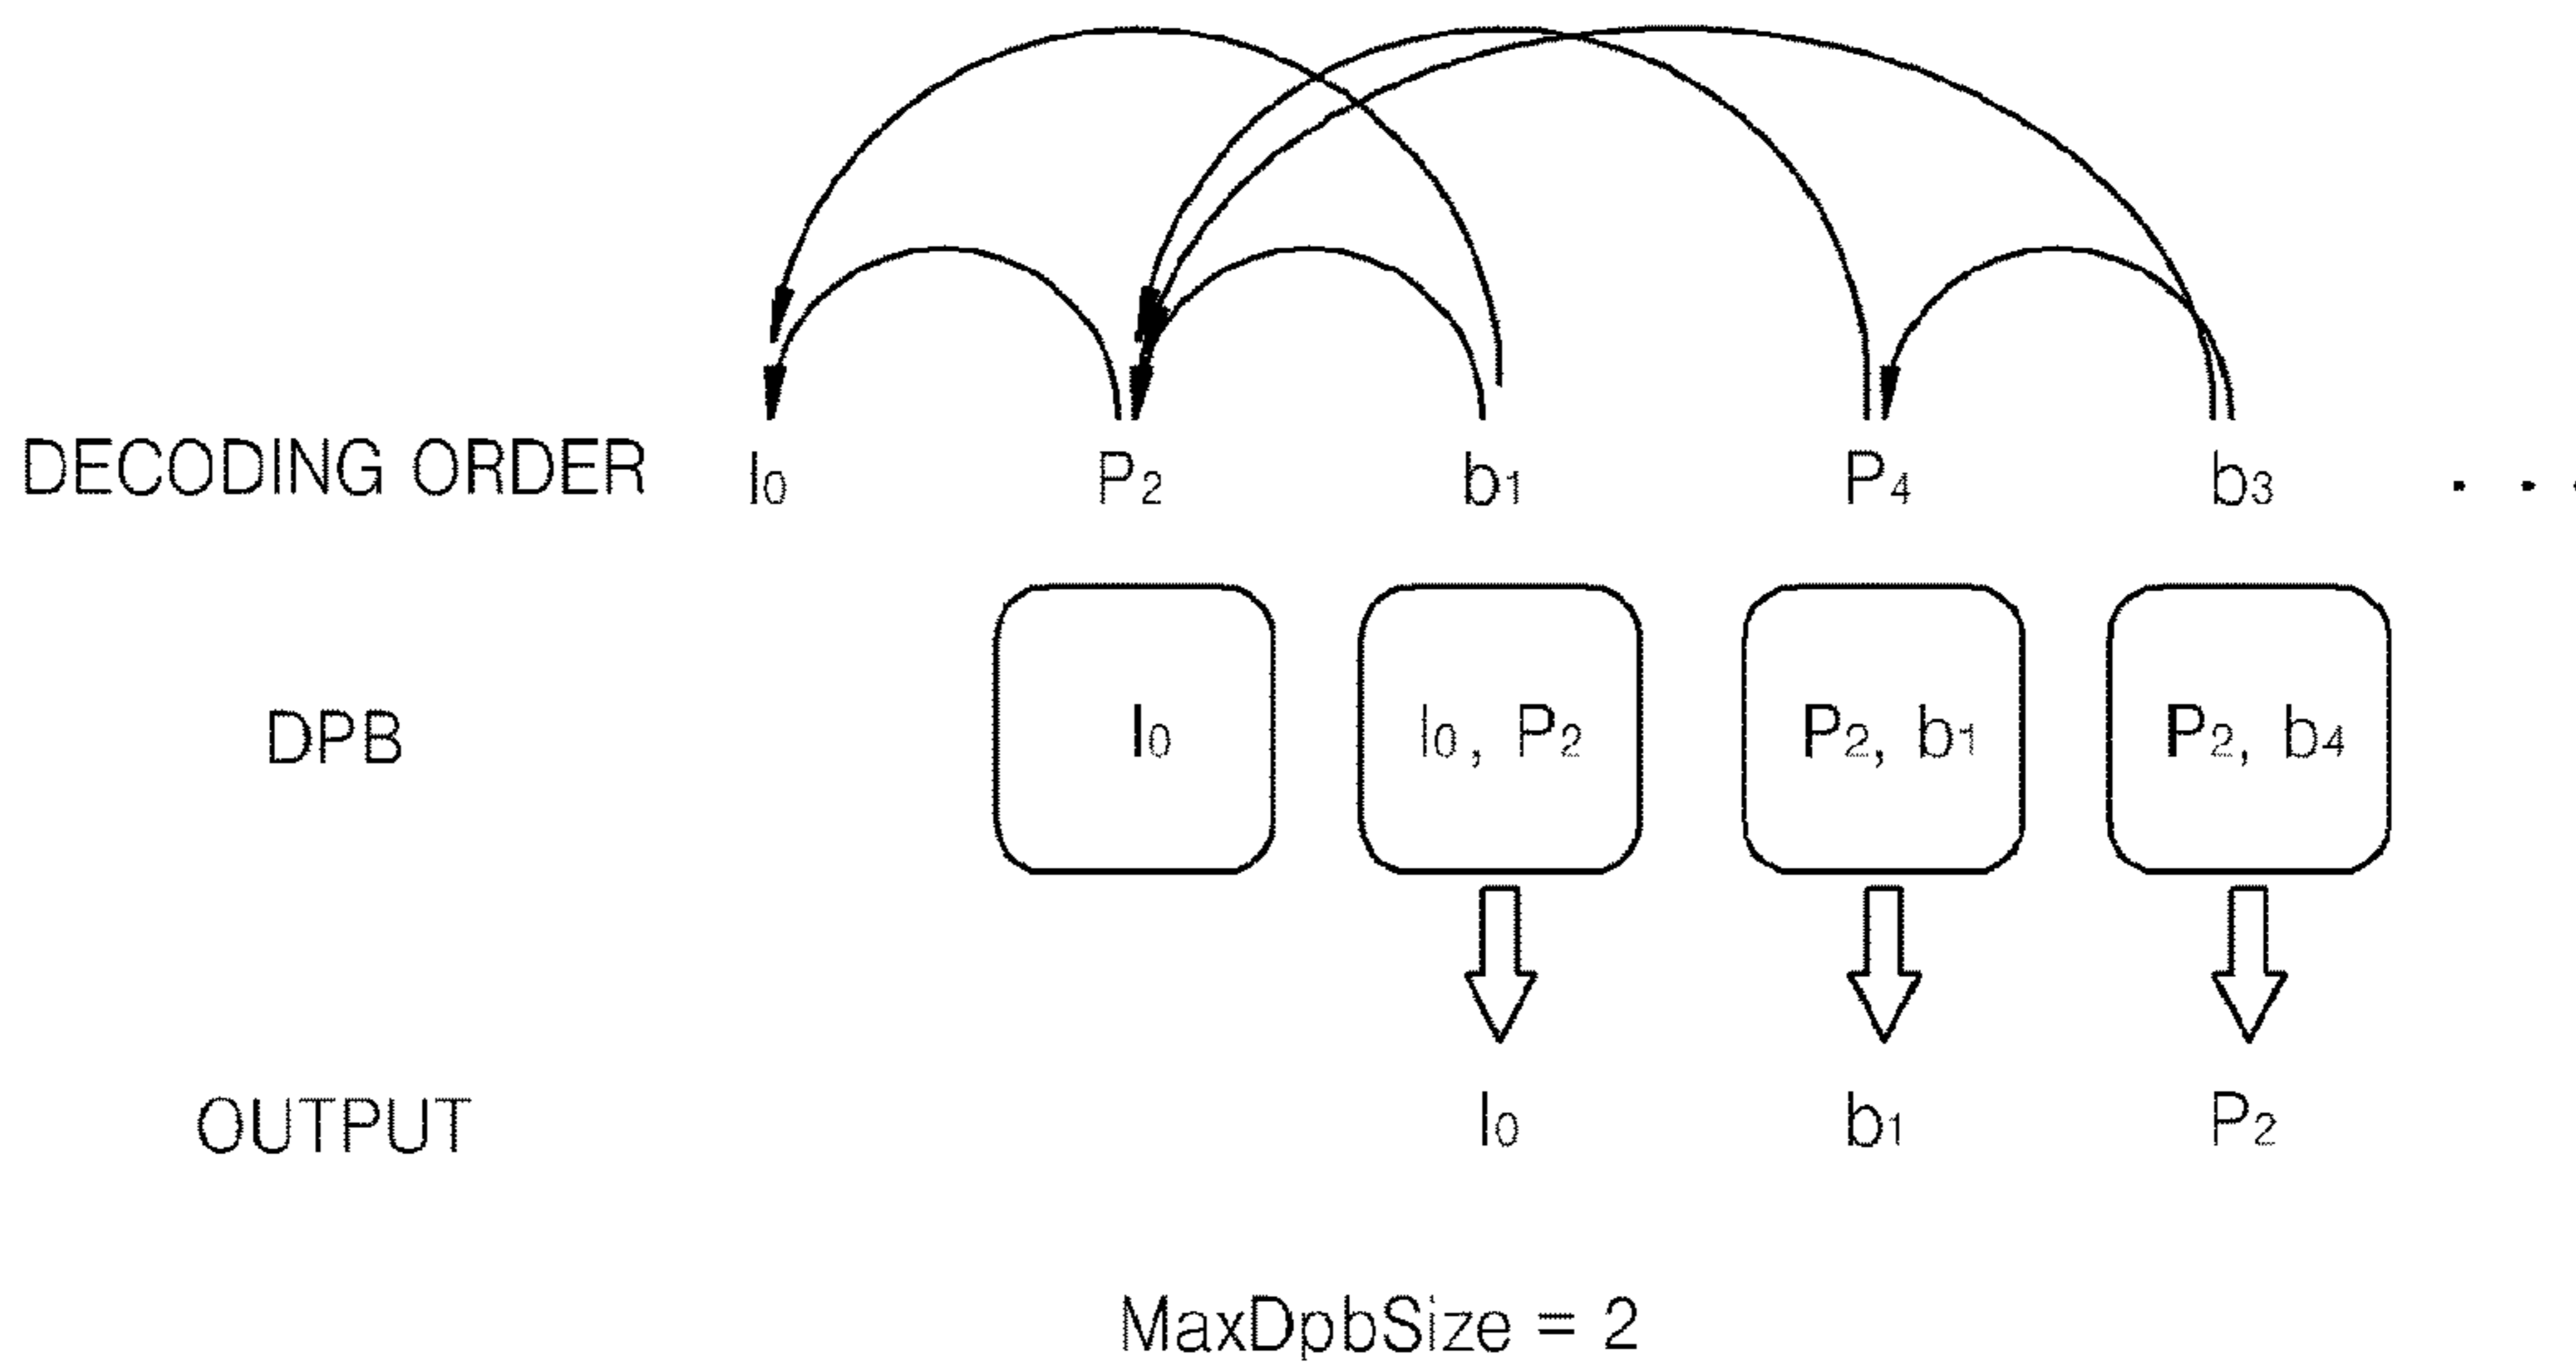 DECODING ORDER I0 P2 b1 P4 b3 ...
DPB I0 I0, P2 P2, b1 P2, b4
OUTPUT I0 b1 P2
MaxDpbSize = 2